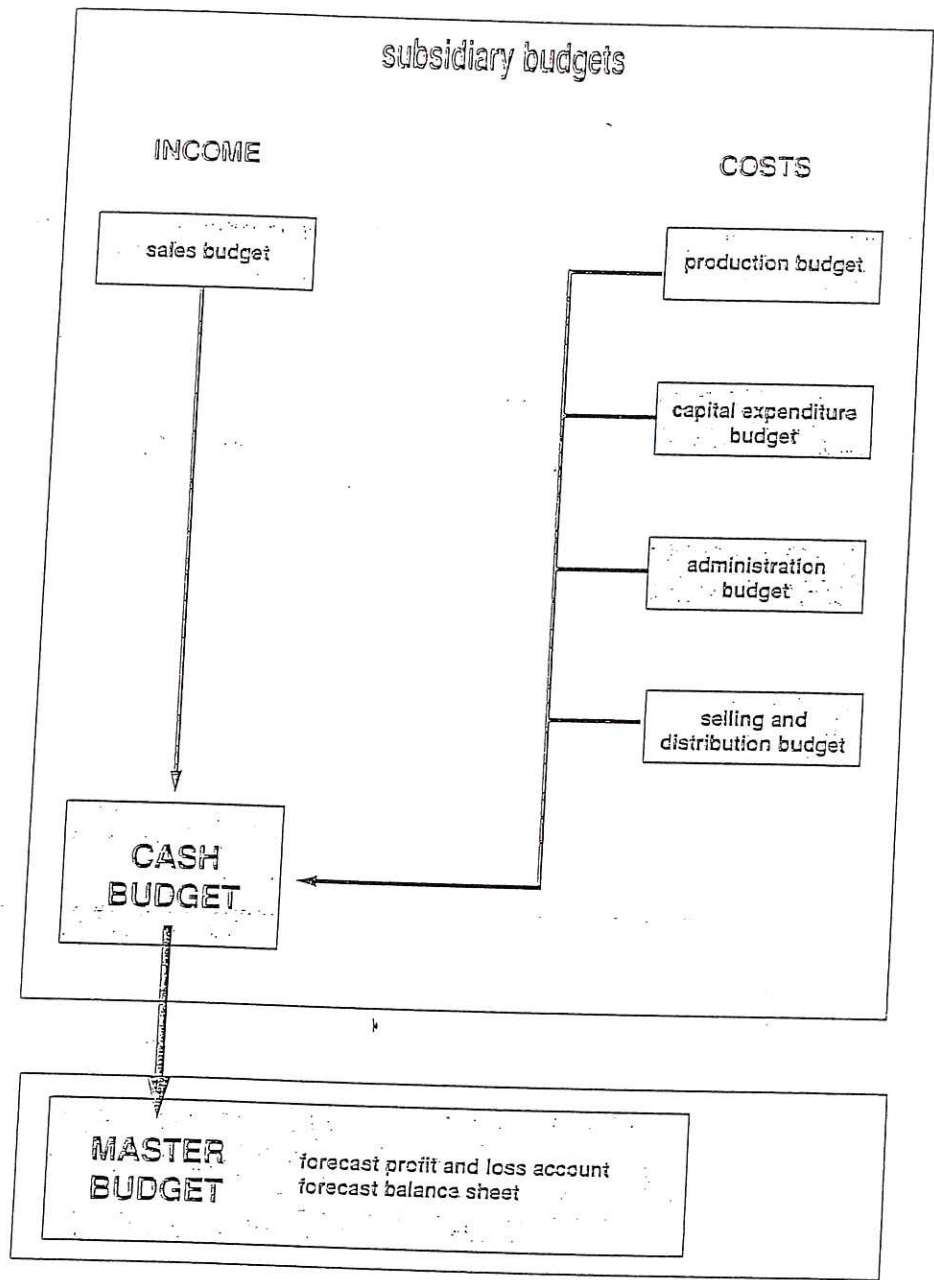 subsidiary budgets
INCOME
COSTS
sales budget
production budget
capital expenditure
budget
administration
budget
selling and
distribution budget
CASH
BUDGET
MASTER
BUDGET
forecast profit and loss account
forecast balance sheet